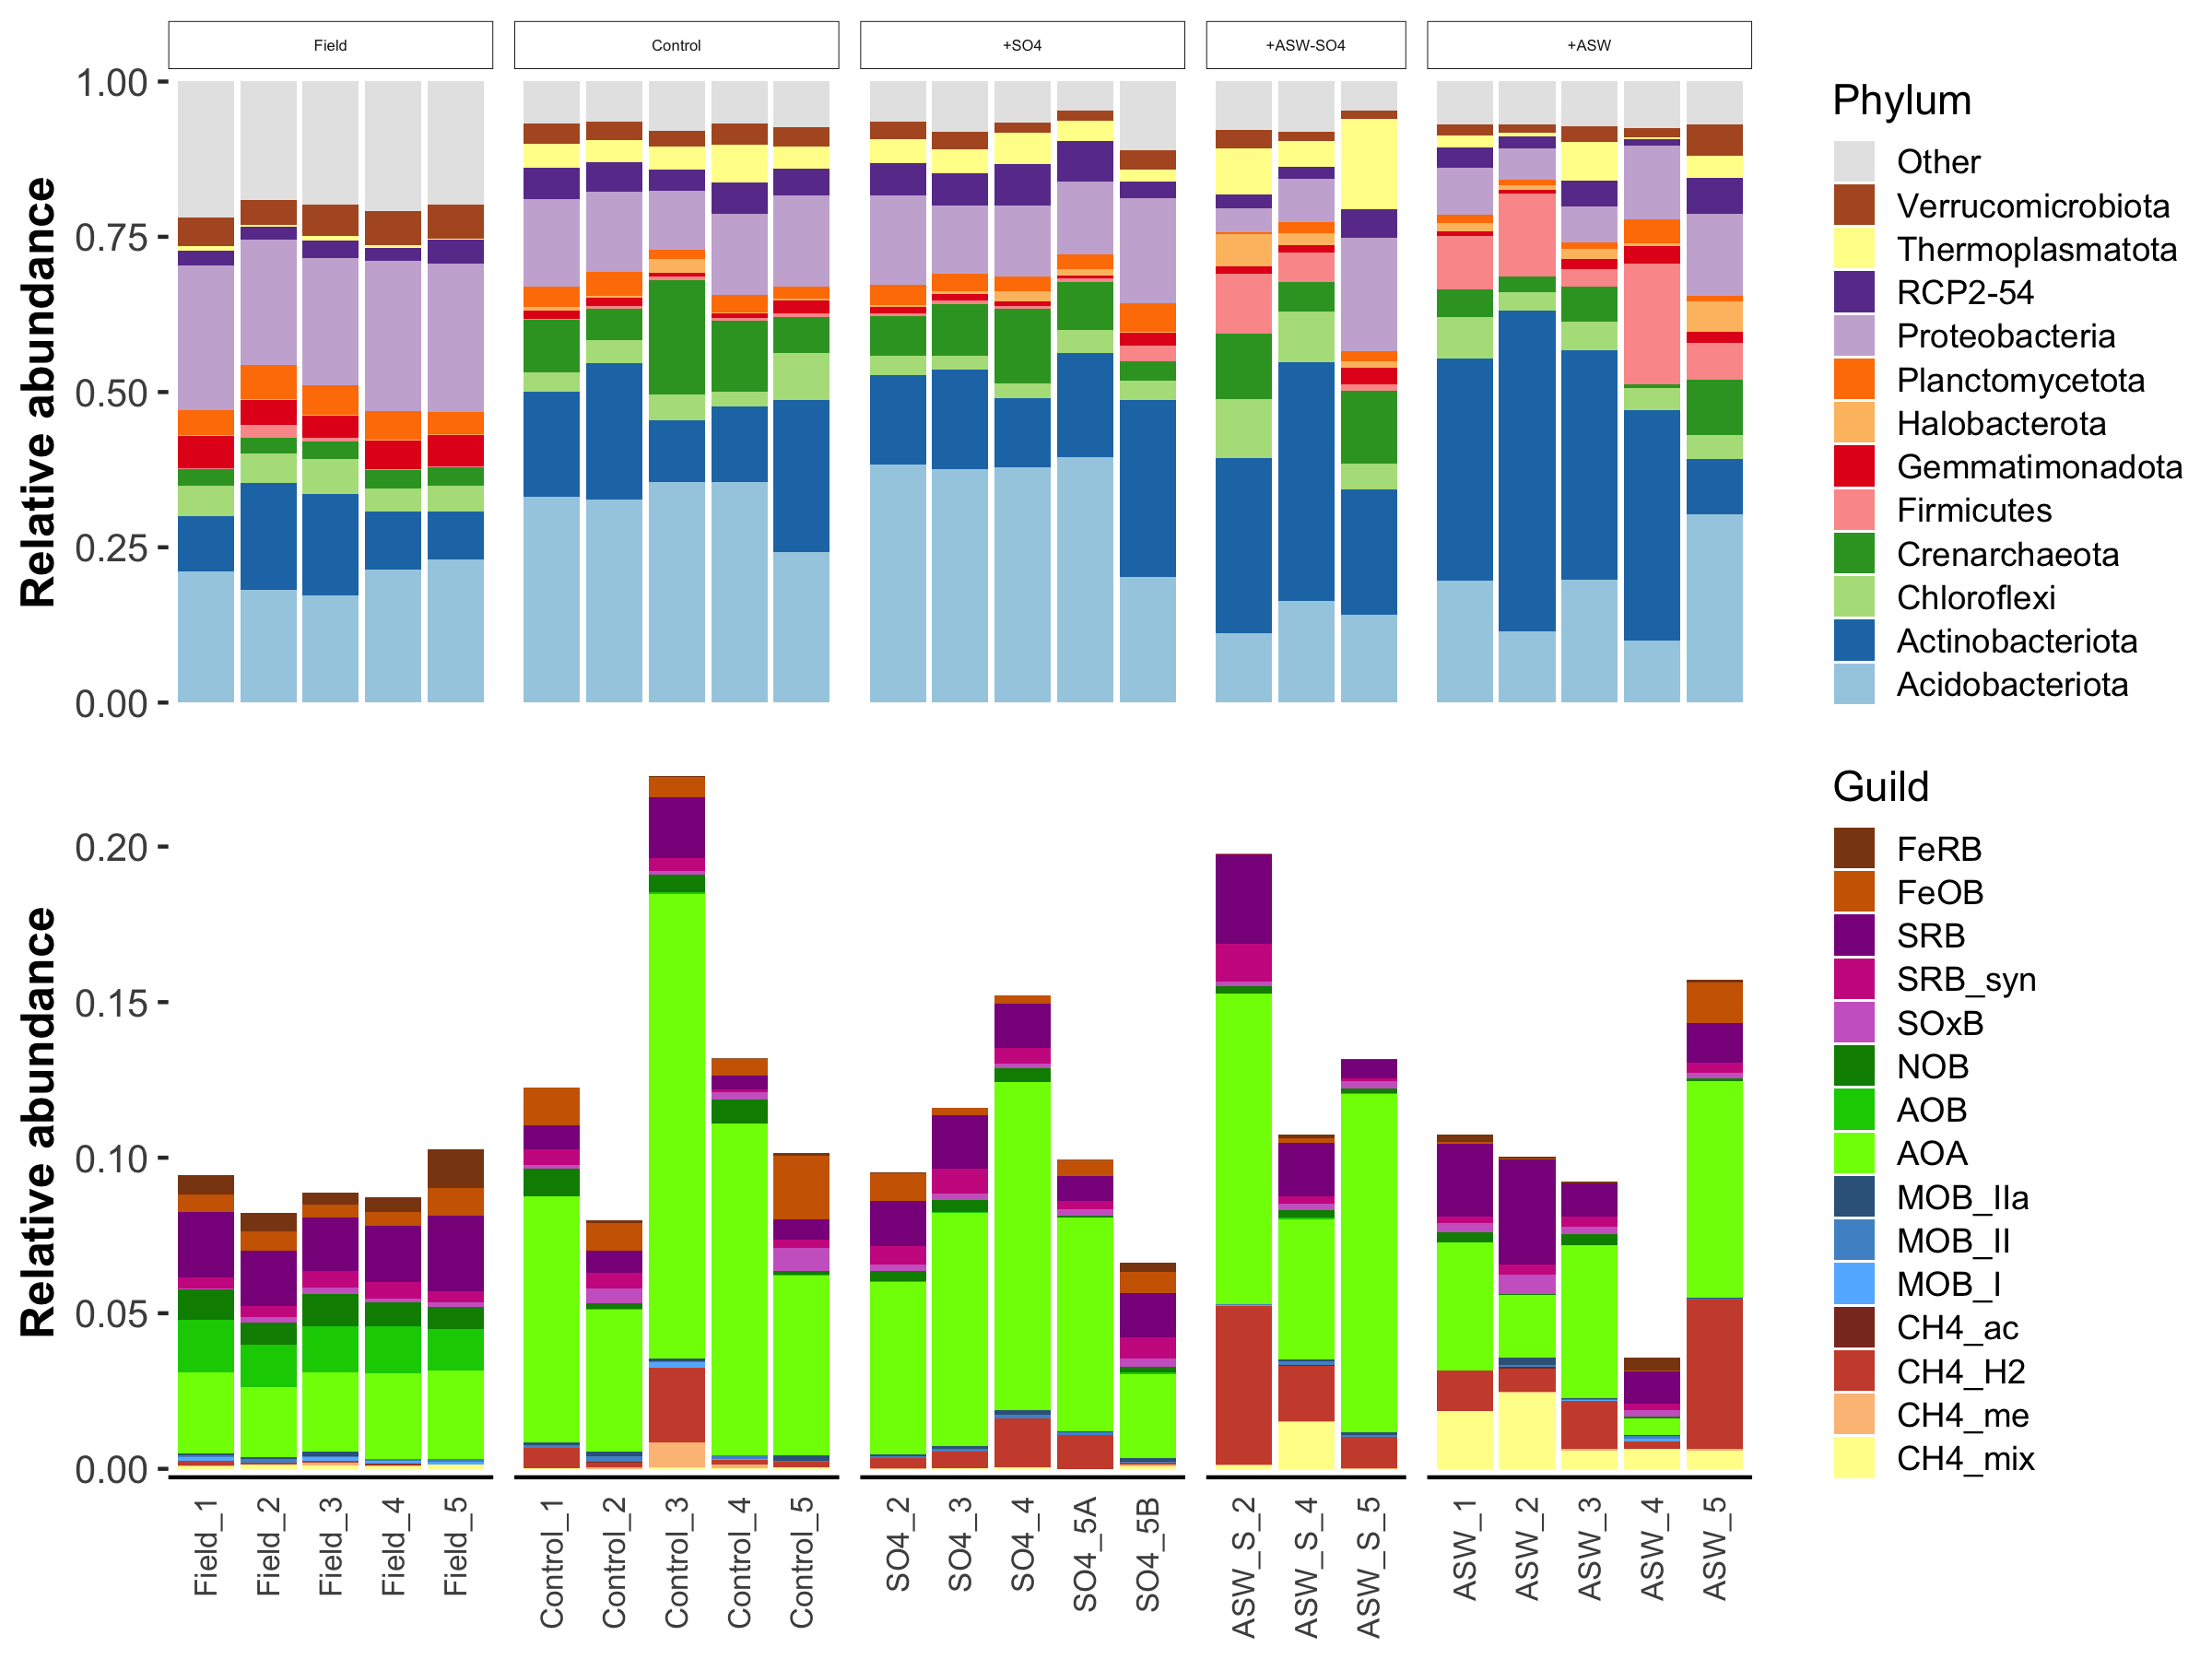 Field
Control
+SO4
+ASW-SO4
+ASW
Relative abundance
1.00
0.75
0.50
0.25
0.00
Phylum
Other
Verrucomicrobiota
Thermoplasmatota
RCP2-54
Proteobacteria
Planctomycetota
Halobacterota
Gemmatimonadota
Firmicutes
Crenarchaeota
Chloroflexi
Actinobacteriota
Acidobacteriota
Relative abundance
0.20
0.15
0.10
0.05
0.00
Guild
FeRB
FeOB
SRB
SRB_syn
SOxB
NOB
AOB
AOA
MOB_IIa
MOB_II
MOB_I
CH4_ac
CH4_H2
CH4_me
CH4_mix
Field_1
Field_2
Field_3
Field_4
Field_5
Control_1
Control_2
Control_3
Control_4
Control_5
SO4_2
SO4_3
SO4_4
SO4_5A
SO4_5B
ASW_S_2
ASW_S_4
ASW_S_5
ASW_1
ASW_2
ASW_3
ASW_4
ASW_5